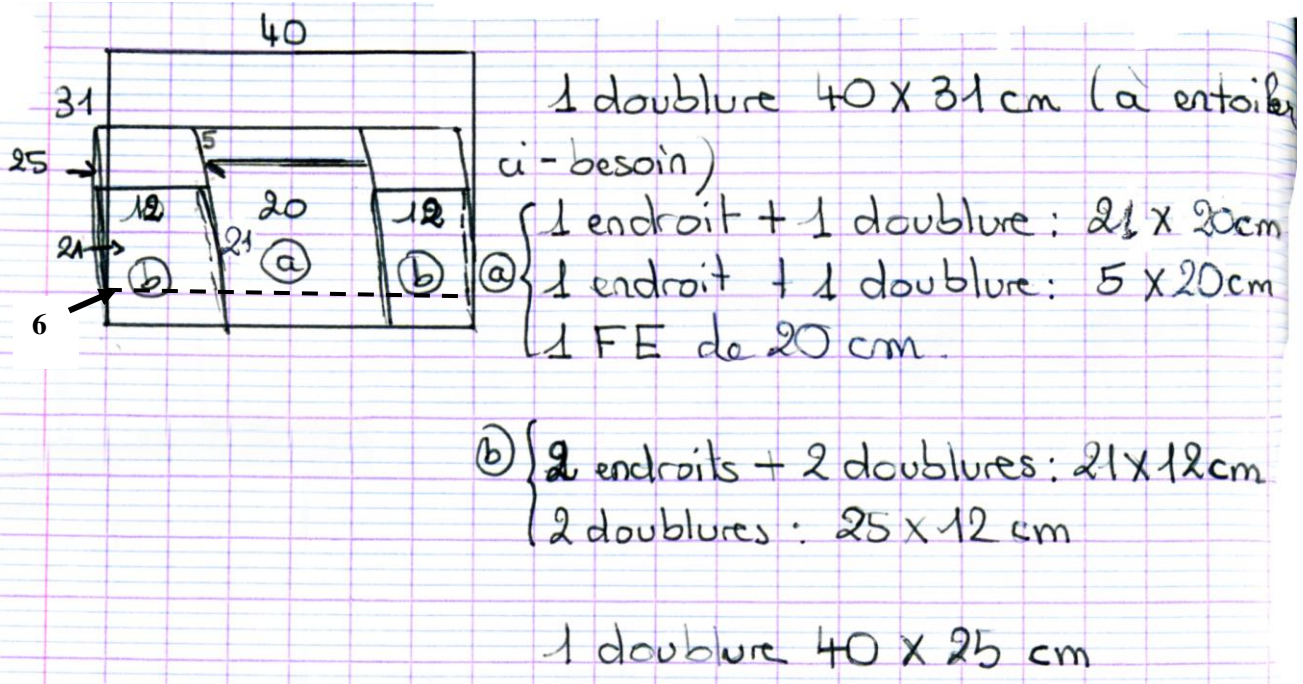 40
31
1 doublure 40 X 31 cm (à entoiler
25
5
ci-besoin)
12 20 12
21
21
b a b
6
a
1 endroit + 1 doublure : 21 X 20cm
1 endroit + 1 doublure : 5 X 20cm
1 FE de 20 cm.
b
2 endroits + 2 doublures : 21 X 12cm
2 doublures : 25 X 12 cm
1 doublure 40 X 25 cm